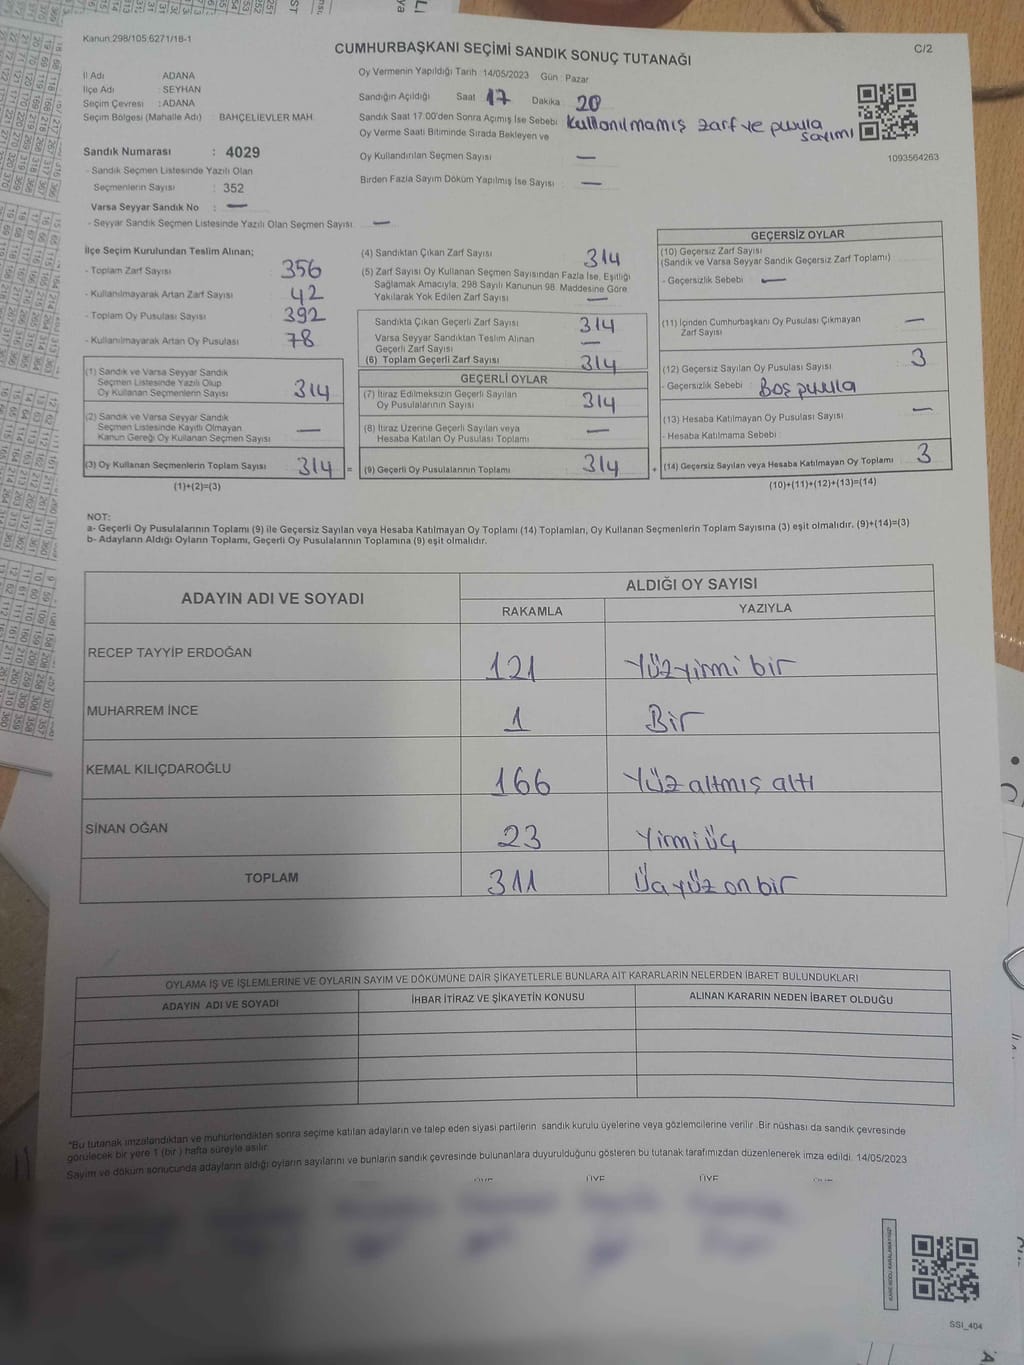 Kanun:298/105.6271/16-1
CUMHURBAŞKANI SEÇİMİ SANDIK SONUÇ TUTANAĞI
C/2
İl Adı : ADANA
İlçe Adı : SEYHAN
Seçim Çevresi : ADANA
Seçim Bölgesi (Mahalle Adı) : BAHÇELİEVLER MAH.
Sandık Numarası : 4029
- Sandık Seçmen Listesinde Yazılı Olan
Seçmenlerin Sayısı : 352
Varsa Seyyar Sandık No : —
- Seyyar Sandık Seçmen Listesinde Yazılı Olan Seçmen Sayısı : —
Oy Vermenin Yapıldığı Tarih :14/05/2023 Gün : Pazar
Sandığın Açıldığı Saat 17 Dakika 20
Sandık Saat 17.00'den Sonra Açımış İse Sebebi : Kullanılmamış zarf ve pusula
Oy Verme Saati Bitiminde Sırada Bekleyen ve sayımı
Oy Kullandırılan Seçmen Sayısı : —
Birden Fazla Sayım Döküm Yapılmış İse Sayısı : —
1093564263
İlçe Seçim Kurulundan Teslim Alınan;
- Toplam Zarf Sayısı : 356
- Kullanılmayarak Artan Zarf Sayısı : 42
- Toplam Oy Pusulası Sayısı : 392
- Kullanılmayarak Artan Oy Pusulası : 78
(1) Sandık ve Varsa Seyyar Sandık
Seçmen Listesinde Yazılı Olup
Oy Kullanan Seçmenlerin Sayısı : 314
(2) Sandık ve Varsa Seyyar Sandık
Seçmen Listesinde Kayıtlı Olmayan
Kanun Gereği Oy Kullanan Seçmen Sayısı : —
(3) Oy Kullanan Seçmenlerin Toplam Sayısı : 314 =
(1)+(2)=(3)
(4) Sandıktan Çıkan Zarf Sayısı : 314
(5) Zarf Sayısı Oy Kullanan Seçmen Sayısından Fazla İse, Eşitliği
Sağlamak Amacıyla; 298 Sayılı Kanunun 98. Maddesine Göre
Yakılarak Yok Edilen Zarf Sayısı : —
Sandıkta Çıkan Geçerli Zarf Sayısı : 314
Varsa Seyyar Sandıktan Teslim Alınan
Geçerli Zarf Sayısı : —
(6) Toplam Geçerli Zarf Sayısı : 314
GEÇERLİ OYLAR
(7) İtiraz Edilmeksizin Geçerli Sayılan
Oy Pusulalarının Sayısı : 314
(8) İtiraz Üzerine Geçerli Sayılan veya
Hesaba Katılan Oy Pusulası Toplamı : —
(9) Geçerli Oy Pusulalarının Toplamı : 314 +
GEÇERSİZ OYLAR
(10) Geçersiz Zarf Sayısı
(Sandık ve Varsa Seyyar Sandık Geçersiz Zarf Toplamı) :
- Geçersizlik Sebebi : —
(11) İçinden Cumhurbaşkanı Oy Pusulası Çıkmayan
Zarf Sayısı : —
(12) Geçersiz Sayılan Oy Pusulası Sayısı : 3
- Geçersizlik Sebebi : Boş pusula
(13) Hesaba Katılmayan Oy Pusulası Sayısı : —
- Hesaba Katılmama Sebebi :
(14) Geçersiz Sayılan veya Hesaba Katılmayan Oy Toplamı : 3
(10)+(11)+(12)+(13)=(14)
NOT:
a- Geçerli Oy Pusulalarının Toplamı (9) ile Geçersiz Sayılan veya Hesaba Katılmayan Oy Toplamı (14) Toplamları, Oy Kullanan Seçmenlerin Toplam Sayısına (3) eşit olmalıdır. (9)+(14)=(3)
b- Adayların Aldığı Oyların Toplamı, Geçerli Oy Pusulalarının Toplamına (9) eşit olmalıdır.
ADAYIN ADI VE SOYADI
ALDIĞI OY SAYISI
RAKAMLA YAZIYLA
RECEP TAYYİP ERDOĞAN 121 Yüzyirmi bir
MUHARREM İNCE 1 Bir
KEMAL KILIÇDAROĞLU 166 Yüz altmış altı
SİNAN OĞAN 23 Yirmi üç
TOPLAM 311 Üçyüz on bir
OYLAMA İŞ VE İŞLEMLERİNE VE OYLARIN SAYIM VE DÖKÜMÜNE DAİR ŞİKAYETLERLE BUNLARA AİT KARARLARIN NELERDEN İBARET BULUNDUKLARI
ADAYIN ADI VE SOYADI İHBAR İTİRAZ VE ŞİKAYETİN KONUSU ALINAN KARARIN NEDEN İBARET OLDUĞU
*Bu tutanak imzalandıktan ve mühürlendikten sonra seçime katılan adayların ve talep eden siyasi partilerin sandık kurulu üyelerine veya gözlemcilerine verilir. Bir nüshası da sandık çevresinde
görülecek bir yere 1 (bir) hafta süreyle asılır.
Sayım ve döküm sonucunda adayların aldığı oyların sayılarını ve bunların sandık çevresinde bulunanlara duyurulduğunu gösteren bu tutanak tarafımızdan düzenlenerek imza edildi. 14/05/2023
ÜYE ÜYE ÜYE
SSI_404